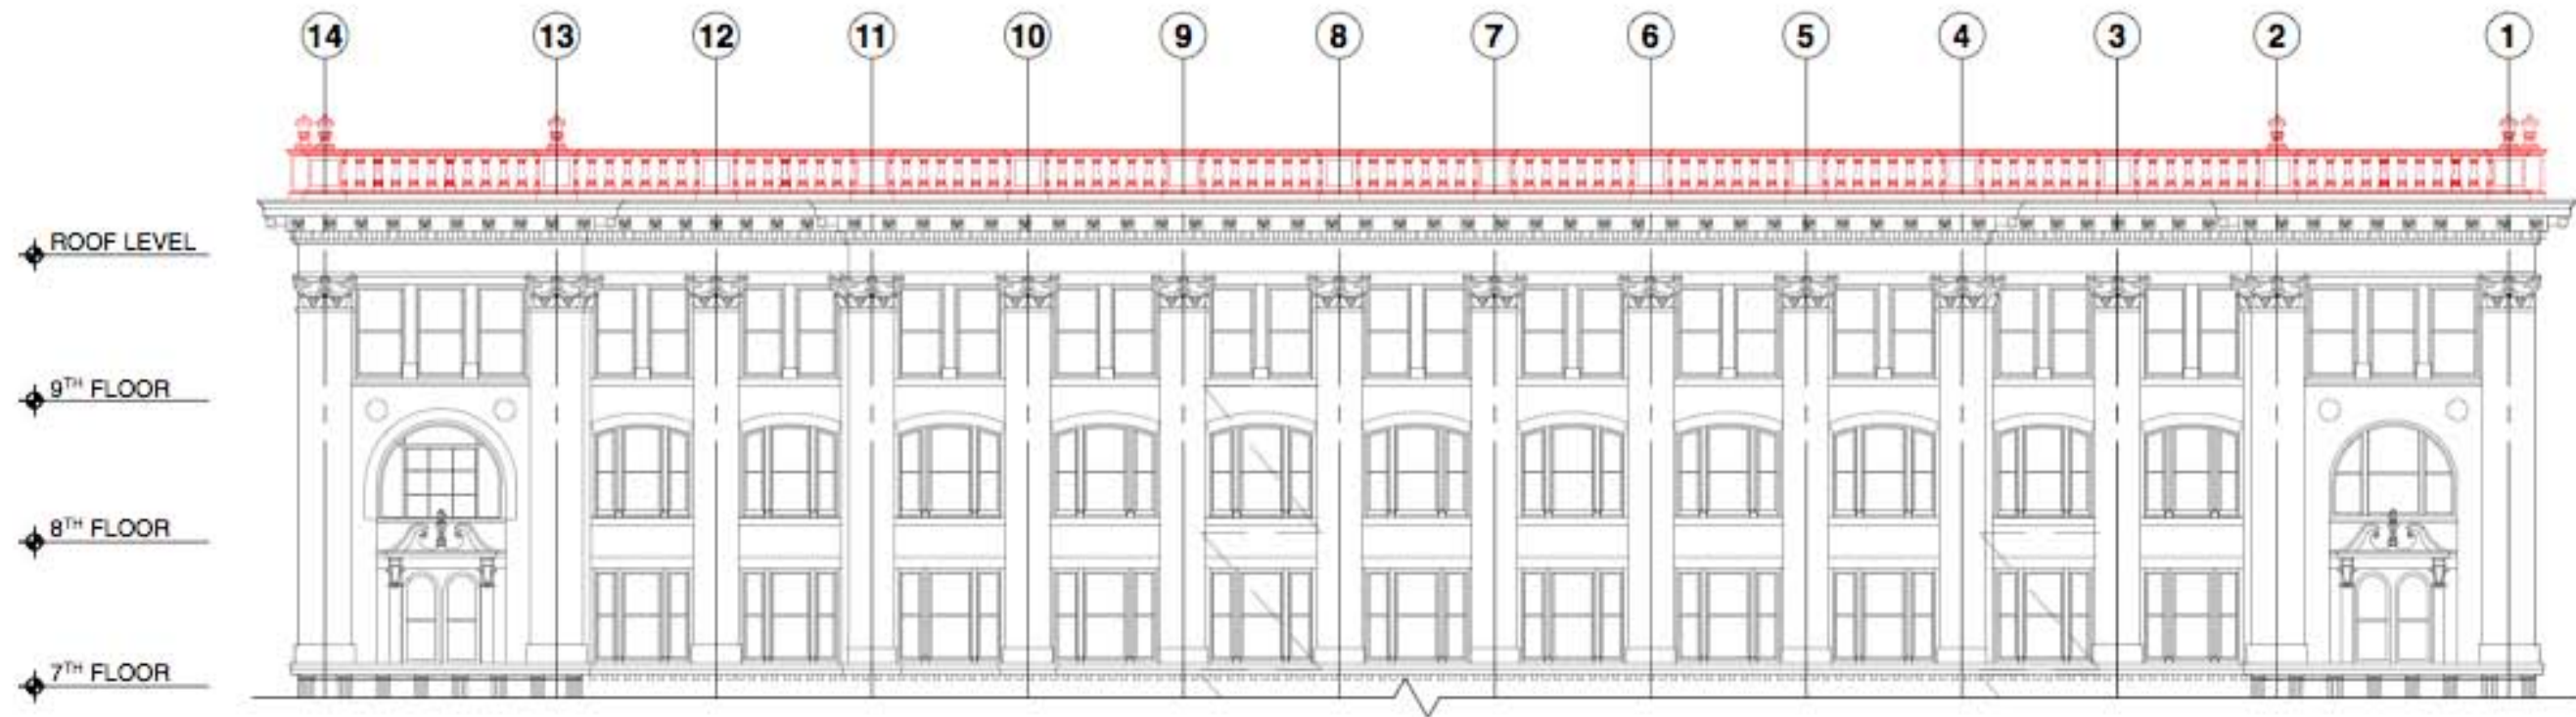 14 13 12 11 10 9 8 7 6 5 4 3 2 1
ROOF LEVEL
9TH FLOOR
8TH FLOOR
7TH FLOOR